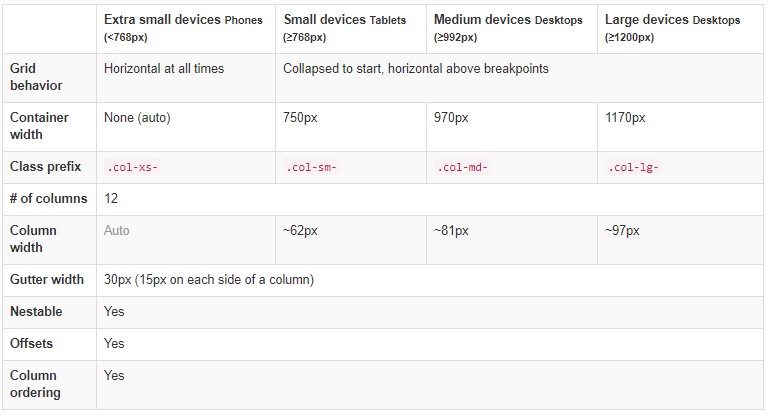 Extra small devices Phones (<768px)
Small devices Tablets (≥768px)
Medium devices Desktops (≥992px)
Large devices Desktops (≥1200px)
Grid behavior
Horizontal at all times
Collapsed to start, horizontal above breakpoints
Container width
None (auto)
750px
970px
1170px
Class prefix
.col-xs-
.col-sm-
.col-md-
.col-lg-
# of columns
12
Column width
Auto
~62px
~81px
~97px
Gutter width
30px (15px on each side of a column)
Nestable
Yes
Offsets
Yes
Column ordering
Yes